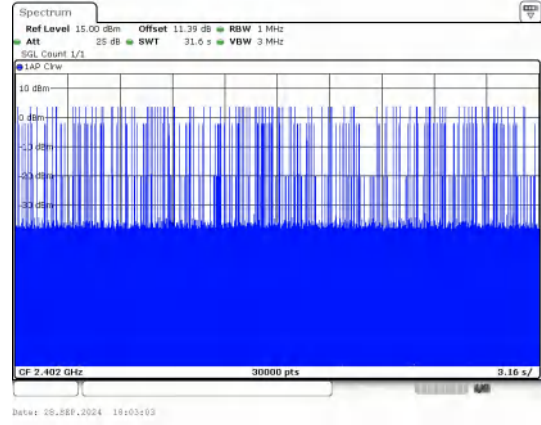 Spectrum
Ref Level 15.00 dBm Offset 11.39 dB RBW 1 MHz
Att 25 dB SWT 31.6 s VBW 3 MHz
SGL Count 1/1
1AP Clrw
10 dBm
0 dBm
-10 dBm
-20 dBm
-30 dBm
CF 2.402 GHz 30000 pts 3.16 s/
Date: 28.SEP.2024 18:03:03